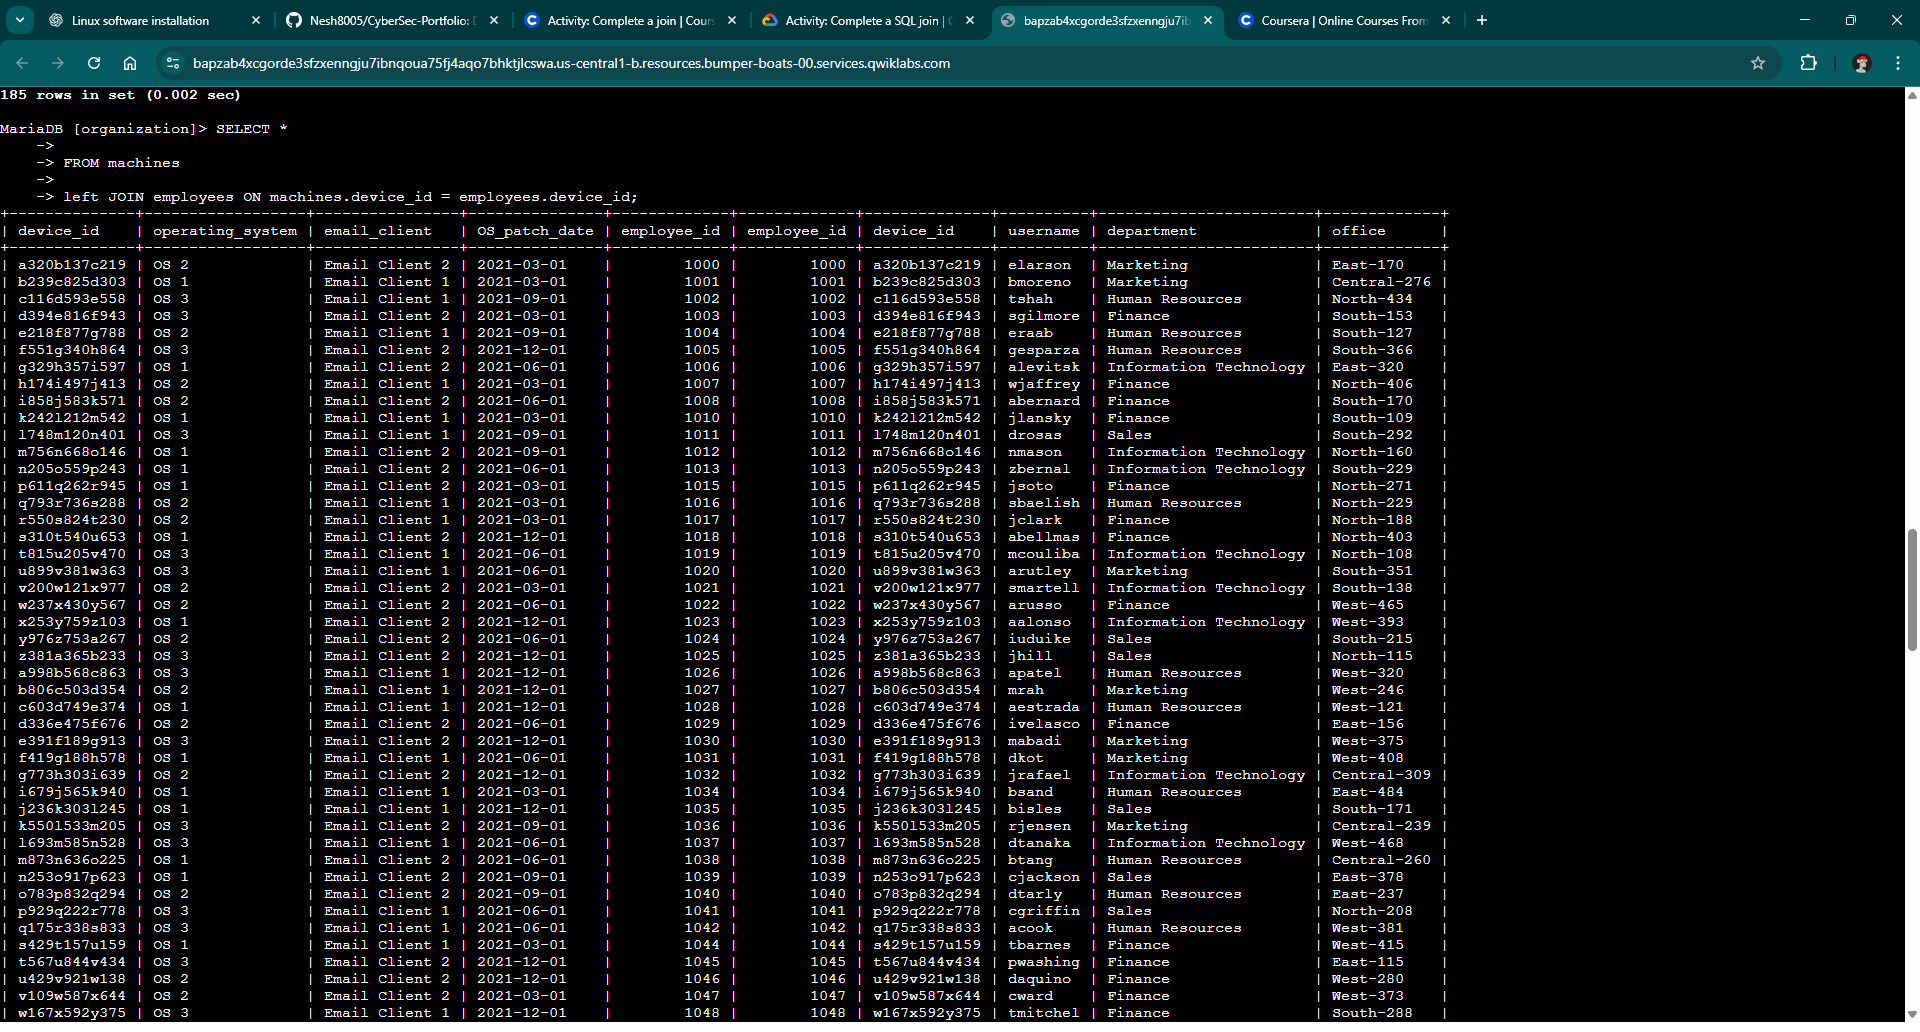 Linux software installation
Nesh8005/CyberSec-Portfolio: D
Activity: Complete a join | Cours
Activity: Complete a SQL join | G
bapzab4xcgorde3sfzxenngju7ib
Coursera | Online Courses From
bapzab4xcgorde3sfzxenngju7ibnqoua75fj4aqo7bhktjlcswa.us-central1-b.resources.bumper-boats-00.services.qwiklabs.com
185 rows in set (0.002 sec)
MariaDB [organization]> SELECT *
->
-> FROM machines
->
-> left JOIN employees ON machines.device_id = employees.device_id;
| device_id | operating_system | email_client | OS_patch_date | employee_id | employee_id | device_id | username | department | office |
| a320b137c219 | OS 2 | Email Client 2 | 2021-03-01 | 1000 | 1000 | a320b137c219 | elarson | Marketing | East-170 |
| b239c825d303 | OS 1 | Email Client 1 | 2021-03-01 | 1001 | 1001 | b239c825d303 | bmoreno | Marketing | Central-276 |
| c116d593e558 | OS 3 | Email Client 1 | 2021-09-01 | 1002 | 1002 | c116d593e558 | tshah | Human Resources | North-434 |
| d394e816f943 | OS 3 | Email Client 2 | 2021-03-01 | 1003 | 1003 | d394e816f943 | sgilmore | Finance | South-153 |
| e218f877g788 | OS 2 | Email Client 1 | 2021-09-01 | 1004 | 1004 | e218f877g788 | eraab | Human Resources | South-127 |
| f551g340h864 | OS 3 | Email Client 2 | 2021-12-01 | 1005 | 1005 | f551g340h864 | gesparza | Human Resources | South-366 |
| g329h357i597 | OS 1 | Email Client 2 | 2021-06-01 | 1006 | 1006 | g329h357i597 | alevitsk | Information Technology | East-320 |
| h174i497j413 | OS 2 | Email Client 1 | 2021-03-01 | 1007 | 1007 | h174i497j413 | wjaffrey | Finance | North-406 |
| i858j583k571 | OS 2 | Email Client 2 | 2021-06-01 | 1008 | 1008 | i858j583k571 | abernard | Finance | South-170 |
| k242l212m542 | OS 1 | Email Client 1 | 2021-03-01 | 1010 | 1010 | k242l212m542 | jlansky | Finance | South-109 |
| l748m120n401 | OS 3 | Email Client 1 | 2021-09-01 | 1011 | 1011 | l748m120n401 | drosas | Sales | South-292 |
| m756n668o146 | OS 1 | Email Client 2 | 2021-09-01 | 1012 | 1012 | m756n668o146 | nmason | Information Technology | North-160 |
| n205o559p243 | OS 1 | Email Client 2 | 2021-06-01 | 1013 | 1013 | n205o559p243 | zbernal | Information Technology | South-229 |
| p611q262r945 | OS 1 | Email Client 2 | 2021-03-01 | 1015 | 1015 | p611q262r945 | jsoto | Finance | North-271 |
| q793r736s288 | OS 2 | Email Client 1 | 2021-03-01 | 1016 | 1016 | q793r736s288 | sbaelish | Human Resources | North-229 |
| r550s824t230 | OS 2 | Email Client 1 | 2021-03-01 | 1017 | 1017 | r550s824t230 | jclark | Finance | North-188 |
| s310t540u653 | OS 1 | Email Client 2 | 2021-12-01 | 1018 | 1018 | s310t540u653 | abellmas | Finance | North-403 |
| t815u205v470 | OS 3 | Email Client 1 | 2021-06-01 | 1019 | 1019 | t815u205v470 | mcouliba | Information Technology | North-108 |
| u899v381w363 | OS 3 | Email Client 1 | 2021-06-01 | 1020 | 1020 | u899v381w363 | arutley | Marketing | South-351 |
| v200w121x977 | OS 2 | Email Client 2 | 2021-03-01 | 1021 | 1021 | v200w121x977 | smartell | Information Technology | South-138 |
| w237x430y567 | OS 2 | Email Client 2 | 2021-06-01 | 1022 | 1022 | w237x430y567 | arusso | Finance | West-465 |
| x253y759z103 | OS 1 | Email Client 2 | 2021-12-01 | 1023 | 1023 | x253y759z103 | aalonso | Information Technology | West-393 |
| y976z753a267 | OS 2 | Email Client 2 | 2021-06-01 | 1024 | 1024 | y976z753a267 | iuduike | Sales | South-215 |
| z381a365b233 | OS 3 | Email Client 2 | 2021-12-01 | 1025 | 1025 | z381a365b233 | jhill | Sales | North-115 |
| a998b568c863 | OS 3 | Email Client 1 | 2021-12-01 | 1026 | 1026 | a998b568c863 | apatel | Human Resources | West-320 |
| b806c503d354 | OS 2 | Email Client 1 | 2021-12-01 | 1027 | 1027 | b806c503d354 | mrah | Marketing | West-246 |
| c603d749e374 | OS 1 | Email Client 1 | 2021-12-01 | 1028 | 1028 | c603d749e374 | aestrada | Human Resources | West-121 |
| d336e475f676 | OS 2 | Email Client 2 | 2021-06-01 | 1029 | 1029 | d336e475f676 | ivelasco | Finance | East-156 |
| e391f189g913 | OS 3 | Email Client 2 | 2021-12-01 | 1030 | 1030 | e391f189g913 | mabadi | Marketing | West-375 |
| f419g188h578 | OS 1 | Email Client 1 | 2021-06-01 | 1031 | 1031 | f419g188h578 | dkot | Marketing | West-408 |
| g773h303i639 | OS 2 | Email Client 2 | 2021-06-01 | 1032 | 1032 | g773h303i639 | jrafael | Information Technology | Central-309 |
| i679j565k940 | OS 1 | Email Client 1 | 2021-03-01 | 1034 | 1034 | i679j565k940 | bsand | Human Resources | East-484 |
| j236k303l245 | OS 1 | Email Client 1 | 2021-12-01 | 1035 | 1035 | j236k303l245 | bisles | Sales | South-171 |
| k550l533m205 | OS 3 | Email Client 2 | 2021-09-01 | 1036 | 1036 | k550l533m205 | rjensen | Marketing | Central-239 |
| l693m585n528 | OS 3 | Email Client 1 | 2021-06-01 | 1037 | 1037 | l693m585n528 | dtanaka | Information Technology | West-468 |
| m873n636o225 | OS 1 | Email Client 2 | 2021-06-01 | 1038 | 1038 | m873n636o225 | btang | Human Resources | Central-260 |
| n253o917p623 | OS 1 | Email Client 2 | 2021-09-01 | 1039 | 1039 | n253o917p623 | cjackson | Sales | East-378 |
| o783p832q294 | OS 2 | Email Client 2 | 2021-09-01 | 1040 | 1040 | o783p832q294 | dtarly | Human Resources | East-237 |
| p929q222r778 | OS 3 | Email Client 1 | 2021-06-01 | 1041 | 1041 | p929q222r778 | cgriffin | Sales | North-208 |
| q175r338s833 | OS 3 | Email Client 1 | 2021-06-01 | 1042 | 1042 | q175r338s833 | acook | Human Resources | West-381 |
| s429t157u159 | OS 1 | Email Client 1 | 2021-03-01 | 1044 | 1044 | s429t157u159 | tbarnes | Finance | West-415 |
| t567u844v434 | OS 3 | Email Client 2 | 2021-12-01 | 1045 | 1045 | t567u844v434 | pwashing | Finance | East-115 |
| u429v921w138 | OS 2 | Email Client 2 | 2021-12-01 | 1046 | 1046 | u429v921w138 | daquino | Finance | West-280 |
| v109w587x644 | OS 2 | Email Client 2 | 2021-03-01 | 1047 | 1047 | v109w587x644 | cward | Finance | West-373 |
| w167x592y375 | OS 3 | Email Client 1 | 2021-12-01 | 1048 | 1048 | w167x592y375 | tmitchel | Finance | South-288 |